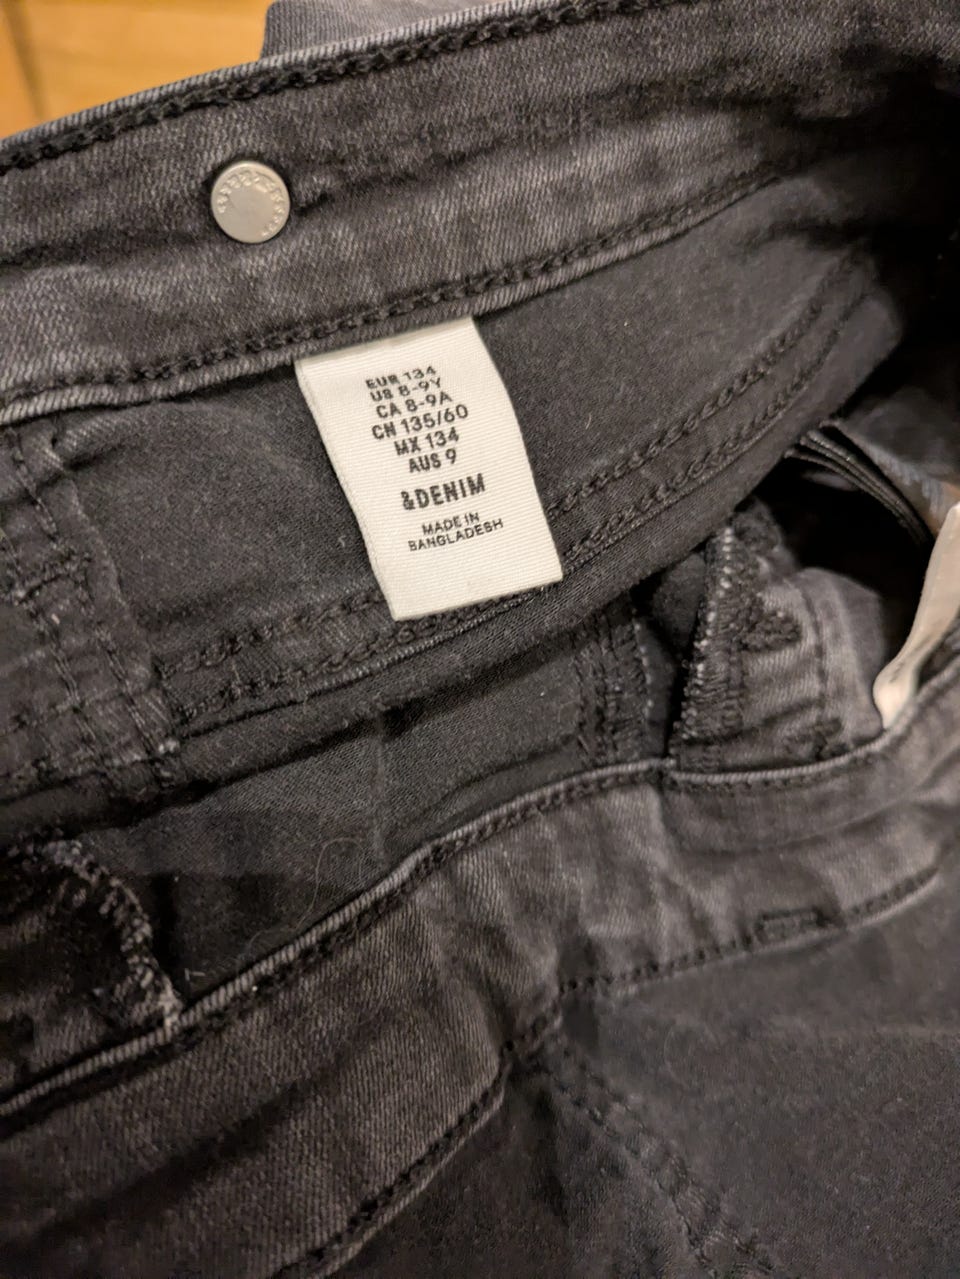 EUR 134
US 8-9Y
CA 8-9A
CN 135/60
MX 134
AUS 9
&DENIM
MADE IN
BANGLADESH